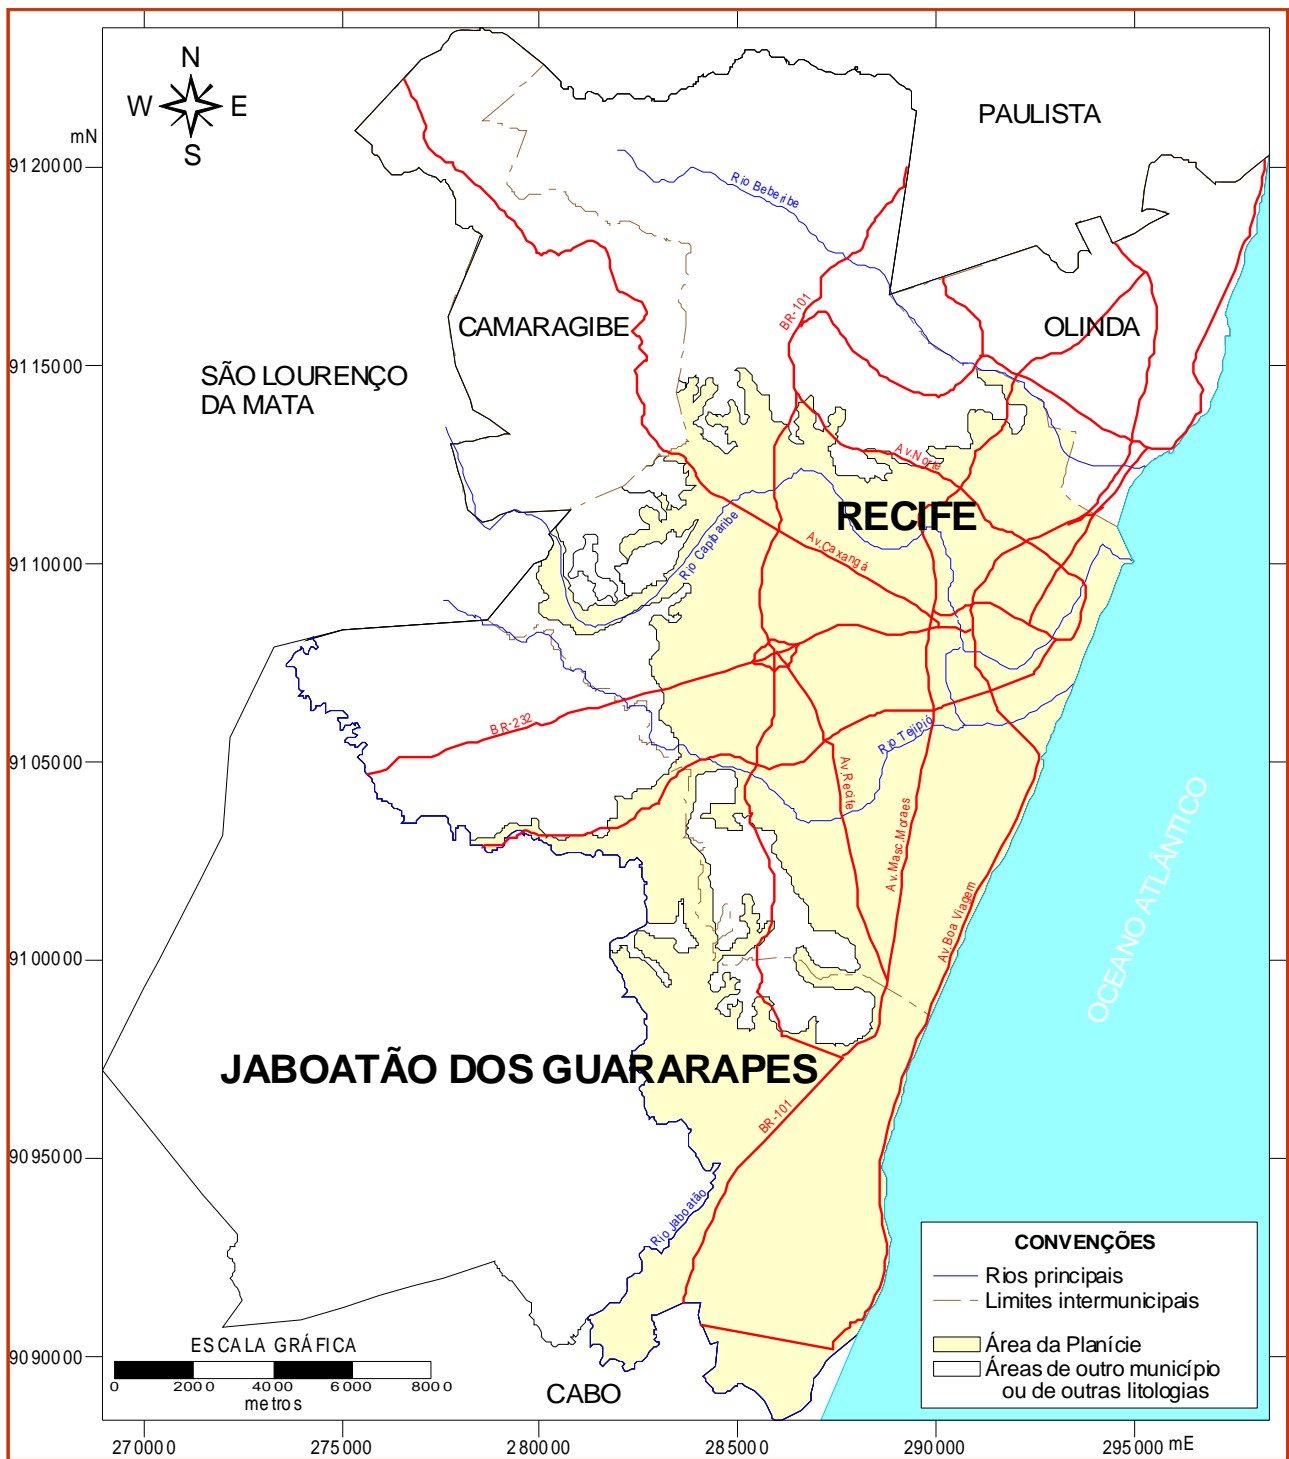 N
W E
S
mN
9120000
9115000
9110000
9105000
9100000
9095000
9090000
PAULISTA
Rio Beberibe
BR-101
OLINDA
CAMARAGIBE
SÃO LOURENÇO
DA MATA
Av.Norte
RECIFE
Av.Caxangá
Rio Capibaribe
BR-232
Rio Tejipió
Av.Recife
Av.Masc.Moraes
Av.Boa Viagem
OCEANO ATLÂNTICO
JABOATÃO DOS GUARARAPES
BR-101
Rio Jaboatão
CABO
ESCALA GRÁFICA
0 2000 4000 6000 8000
metros
CONVENÇÕES
Rios principais
Limites intermunicipais
Área da Planície
Áreas de outro município
ou de outras litologias
270000 275000 280000 285000 290000 295000 mE